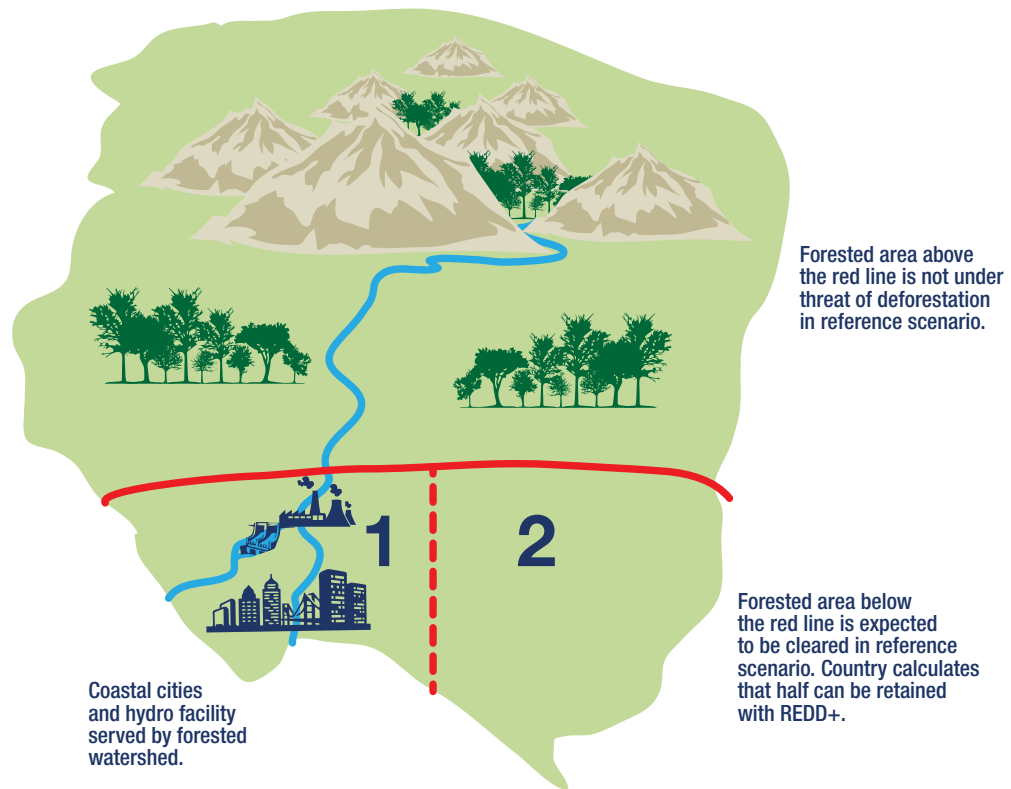 Forested area above
the red line is not under
threat of deforestation
in reference scenario.
1
2
Forested area below
the red line is expected
to be cleared in reference
scenario. Country calculates
that half can be retained
with REDD+.
Coastal cities
and hydro facility
served by forested
watershed.